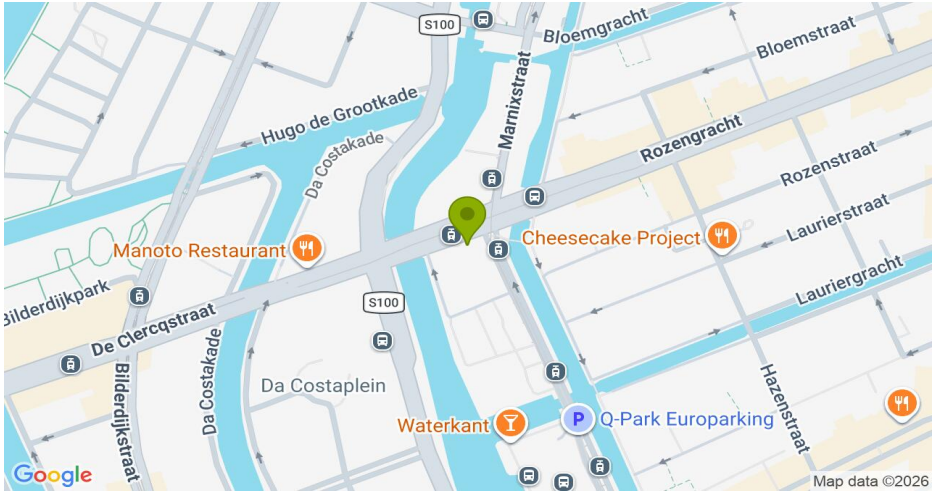 S100
Bloemgracht
Bloemstraat
Marnixstraat
Hugo de Grootkade
Da Costakade
Rozengracht
Rozenstraat
Laurierstraat
Cheesecake Project
Manoto Restaurant
Lauriergracht
Bilderdijkpark
S100
De Clercqstraat
Da Costakade
Bilderdijkstraat
Da Costaplein
Hazenstraat
Waterkant
P
Q-Park Europarking
Google
Map data ©2026